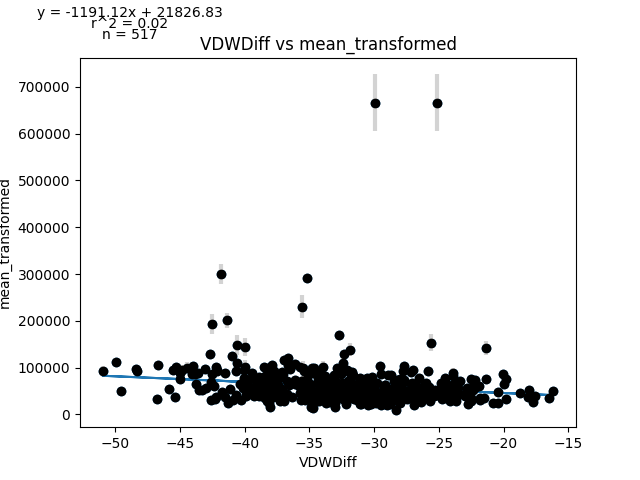 y = -1191.12x + 21826.83
r^2 = 0.02
n = 517
VDWDiff vs mean_transformed
700000
600000
500000
400000
300000
200000
100000
0
mean_transformed
−50
−45
−40
−35
−30
−25
−20
−15
VDWDiff